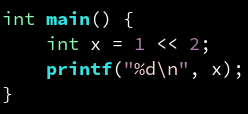 int main() {
    int x = 1 << 2;
    printf("%d\n", x);
}